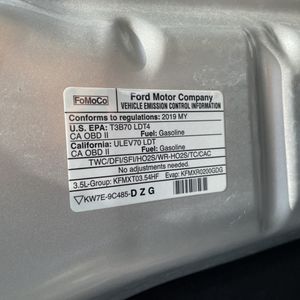 FoMoCo
Ford Motor Company
VEHICLE EMISSION CONTROL INFORMATION
Conforms to regulations: 2019 MY
U.S. EPA: T3B70 LDT4
CA OBD II Fuel: Gasoline
California: ULEV70 LDT
CA OBD II Fuel: Gasoline
TWC/DFI/SFI/HO2S/WR-HO2S/TC/CAC
No adjustments needed.
3.5L-Group: KFMXT03.54HF Evap: KFMXR0200GDG
KW7E-9C485-DZG